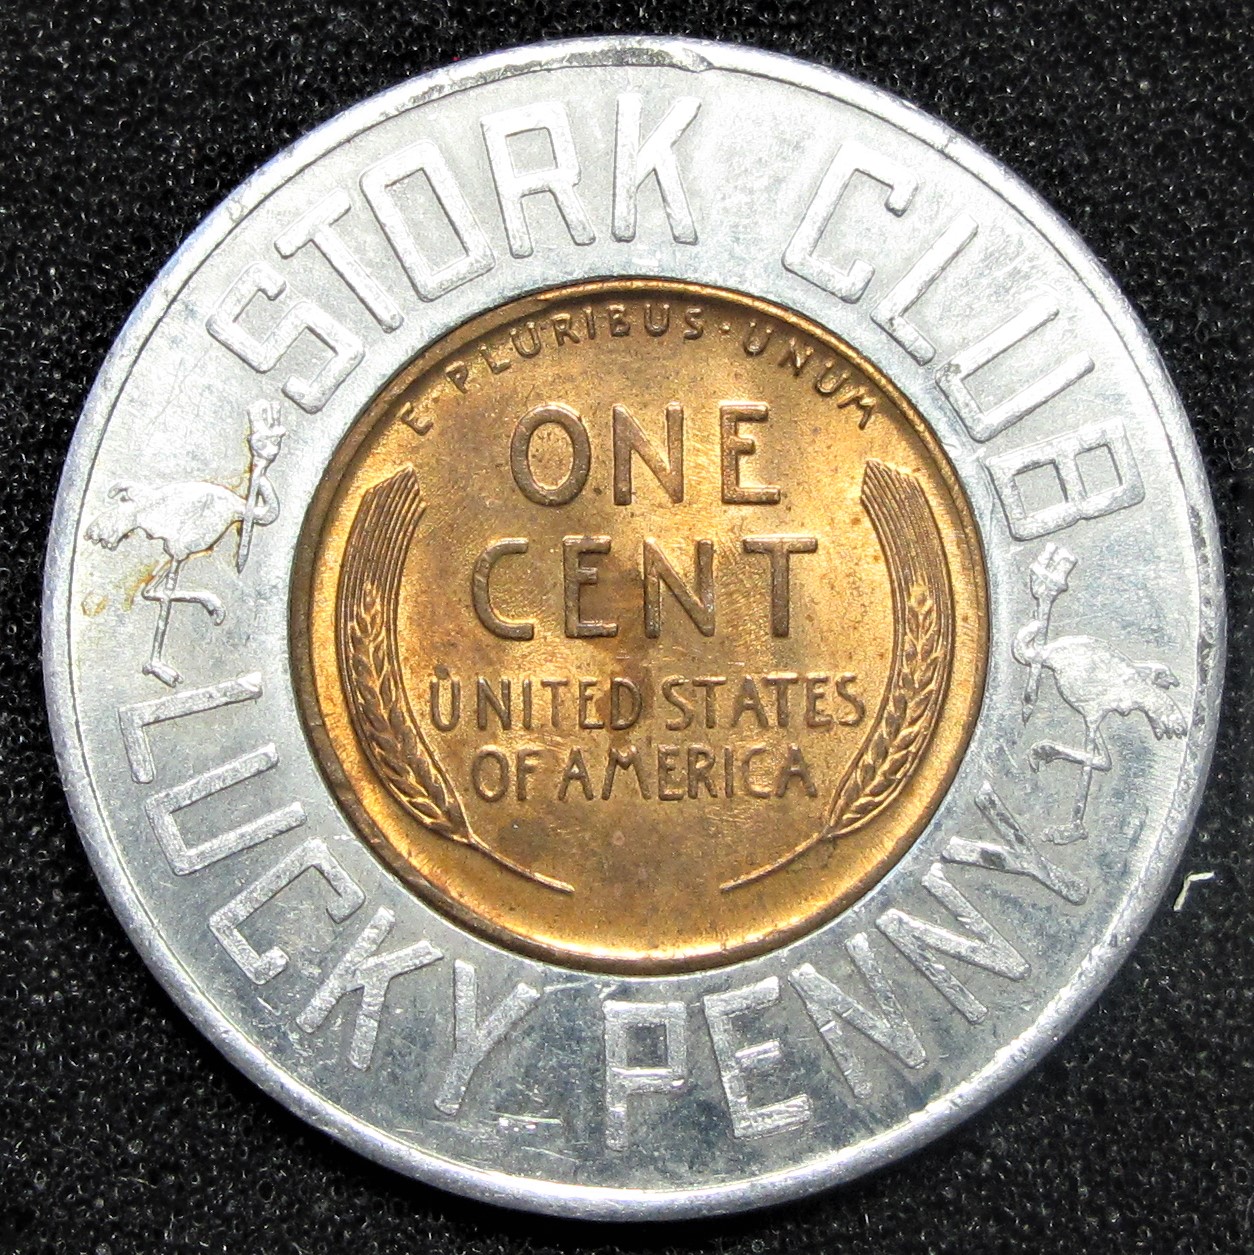 STORK CLUB
E·PLURIBUS·UNUM
ONE
CENT
UNITED STATES
OF AMERICA
LUCKY PENNY